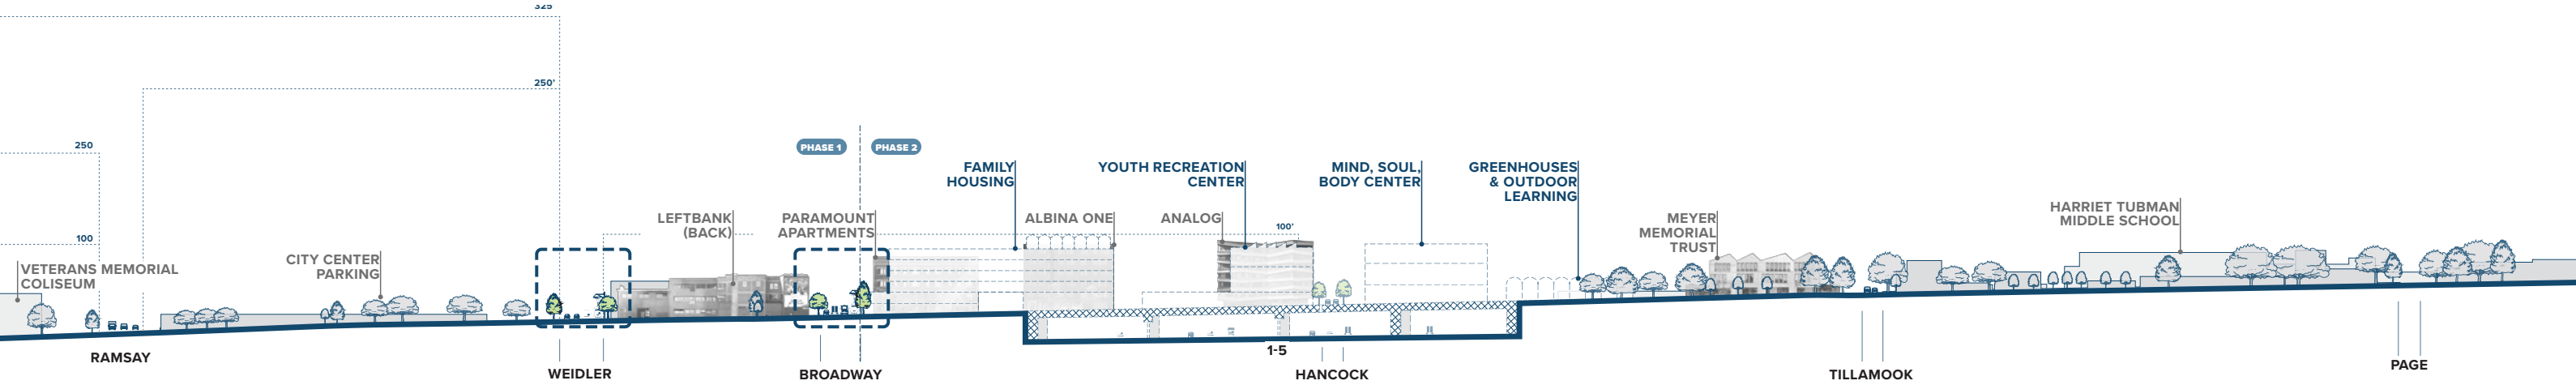 325
250'
250
PHASE 1
PHASE 2
FAMILY
HOUSING
YOUTH RECREATION
CENTER
MIND, SOUL,
BODY CENTER
GREENHOUSES
& OUTDOOR
LEARNING
LEFTBANK
(BACK)
PARAMOUNT
APARTMENTS
ALBINA ONE
ANALOG
100'
MEYER
MEMORIAL
TRUST
HARRIET TUBMAN
MIDDLE SCHOOL
100
VETERANS MEMORIAL
COLISEUM
CITY CENTER
PARKING
RAMSAY
WEIDLER
BROADWAY
1-5
HANCOCK
TILLAMOOK
PAGE